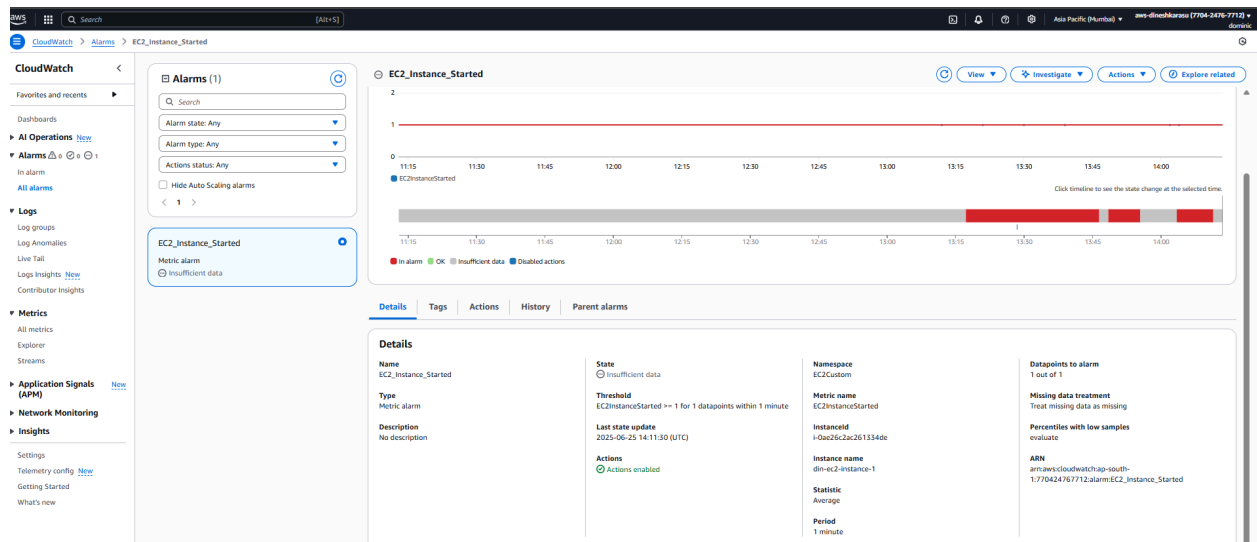 aws
Search
[Alt+S]
Asia Pacific (Mumbai) ▼
aws-dineshkarasu (7704-2476-7712) ▼
dominic
CloudWatch > Alarms > EC2_Instance_Started
CloudWatch
Favorites and recents
Dashboards
AI Operations New
Alarms 0 0 1
In alarm
All alarms
Logs
Log groups
Log Anomalies
Live Tail
Logs Insights New
Contributor Insights
Metrics
All metrics
Explorer
Streams
Application Signals (APM) New
Network Monitoring
Insights
Settings
Telemetry config New
Getting Started
What's new
Alarms (1)
Search
Alarm state: Any
Alarm type: Any
Actions status: Any
Hide Auto Scaling alarms
< 1 >
EC2_Instance_Started
Metric alarm
Insufficient data
EC2_Instance_Started
View ▼
Investigate ▼
Actions ▼
Explore related
2
1
0
11:15 11:30 11:45 12:00 12:15 12:30 12:45 13:00 13:15 13:30 13:45 14:00
EC2InstanceStarted
Click timeline to see the state change at the selected time.
11:15 11:30 11:45 12:00 12:15 12:30 12:45 13:00 13:15 13:30 13:45 14:00
In alarm OK Insufficient data Disabled actions
Details Tags Actions History Parent alarms
Details
Name
EC2_Instance_Started
Type
Metric alarm
Description
No description
State
Insufficient data
Threshold
EC2InstanceStarted >= 1 for 1 datapoints within 1 minute
Last state update
2025-06-25 14:11:30 (UTC)
Actions
Actions enabled
Namespace
EC2Custom
Metric name
EC2InstanceStarted
InstanceId
i-0ae26c2ac261334de
Instance name
din-ec2-instance-1
Statistic
Average
Period
1 minute
Datapoints to alarm
1 out of 1
Missing data treatment
Treat missing data as missing
Percentiles with low samples
evaluate
ARN
arn:aws:cloudwatch:ap-south-
1:770424767712:alarm:EC2_Instance_Started